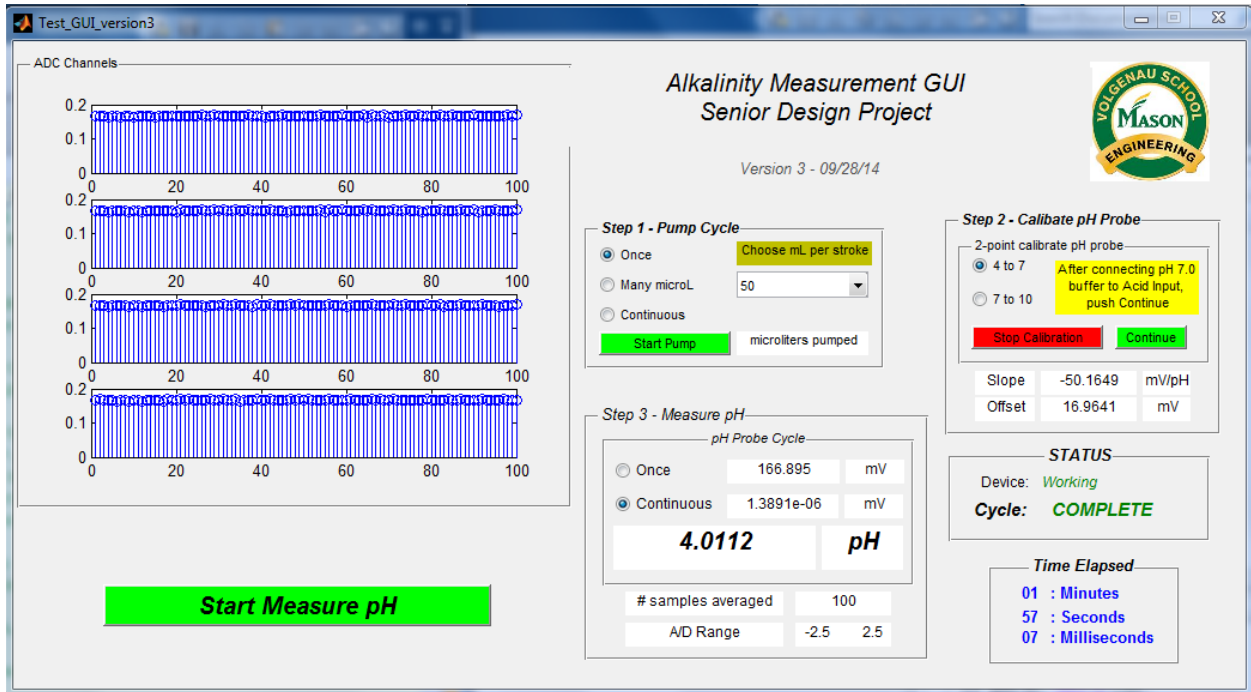 Test_GUI_version3
ADC Channels
0.2
0.1
0
0 20 40 60 80 100
0.2
0.1
0
0 20 40 60 80 100
0.2
0.1
0
0 20 40 60 80 100
0.2
0.1
0
0 20 40 60 80 100
Start Measure pH
Alkalinity Measurement GUI
Senior Design Project
Version 3 - 09/28/14
VOLGENAU SCHOOL
MASON
ENGINEERING
Step 1 - Pump Cycle
Once
Choose mL per stroke
Many microL
50
Continuous
Start Pump
microliters pumped
Step 2 - Calibate pH Probe
2-point calibrate pH probe
4 to 7
7 to 10
After connecting pH 7.0
buffer to Acid Input,
push Continue
Stop Calibration
Continue
Slope -50.1649 mV/pH
Offset 16.9641 mV
Step 3 - Measure pH
pH Probe Cycle
Once 166.895 mV
Continuous 1.3891e-06 mV
4.0112 pH
# samples averaged 100
A/D Range -2.5 2.5
STATUS
Device: Working
Cycle: COMPLETE
Time Elapsed
01 : Minutes
57 : Seconds
07 : Milliseconds